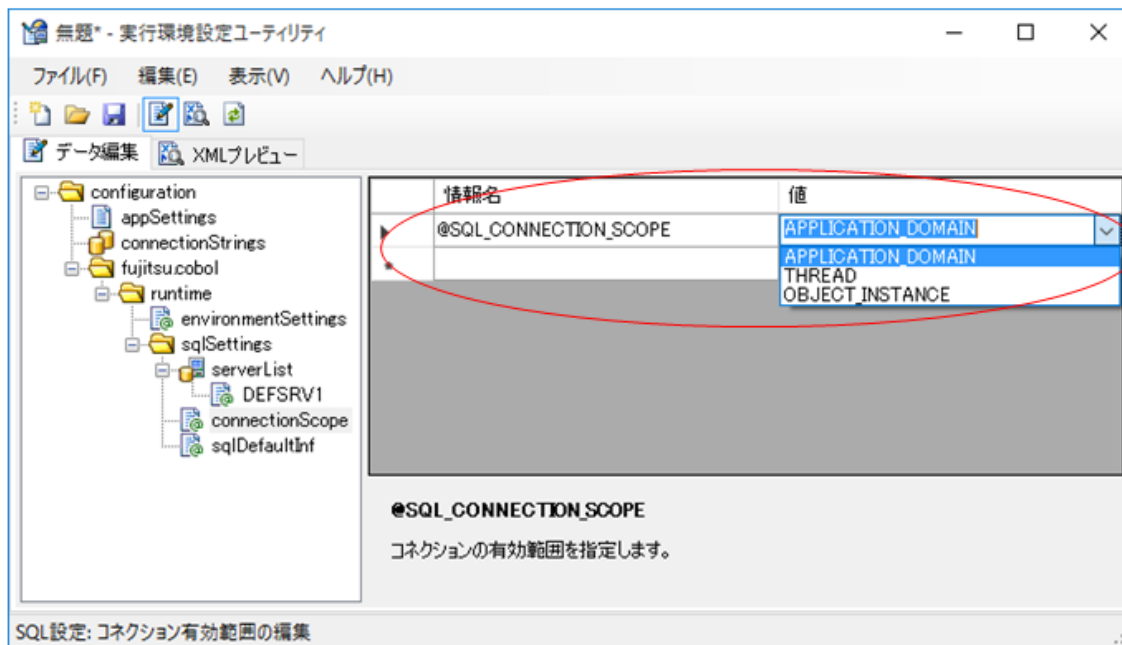 無題* - 実行環境設定ユーティリティ
ファイル(F) 編集(E) 表示(V) ヘルプ(H)
データ編集 XMLプレビュー
configuration
appSettings
connectionStrings
fujitsu.cobol
runtime
environmentSettings
sqlSettings
serverList
DEFSRV1
connectionScope
sqlDefaultInf
情報名 値
@SQL_CONNECTION_SCOPE APPLICATION_DOMAIN
APPLICATION_DOMAIN
THREAD
OBJECT_INSTANCE
@SQL_CONNECTION_SCOPE
コネクションの有効範囲を指定します。
SQL設定: コネクション有効範囲の編集